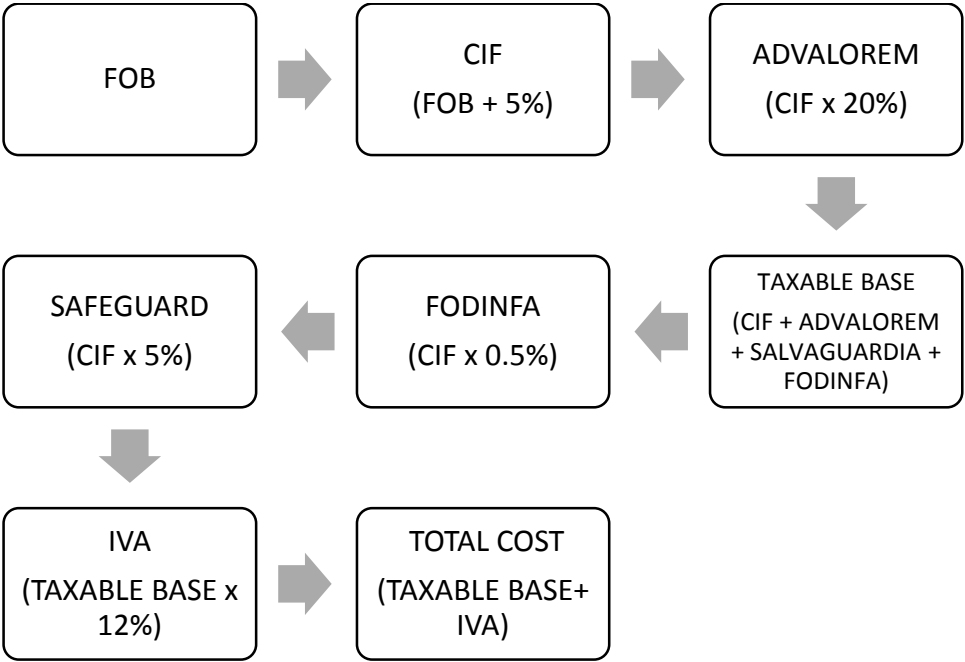 FOB
CIF
(FOB + 5%)
ADVALOREM
(CIF x 20%)
TAXABLE BASE
(CIF + ADVALOREM
+ SALVAGUARDIA +
FODINFA)
FODINFA
(CIF x 0.5%)
SAFEGUARD
(CIF x 5%)
IVA
(TAXABLE BASE x
12%)
TOTAL COST
(TAXABLE BASE+
IVA)